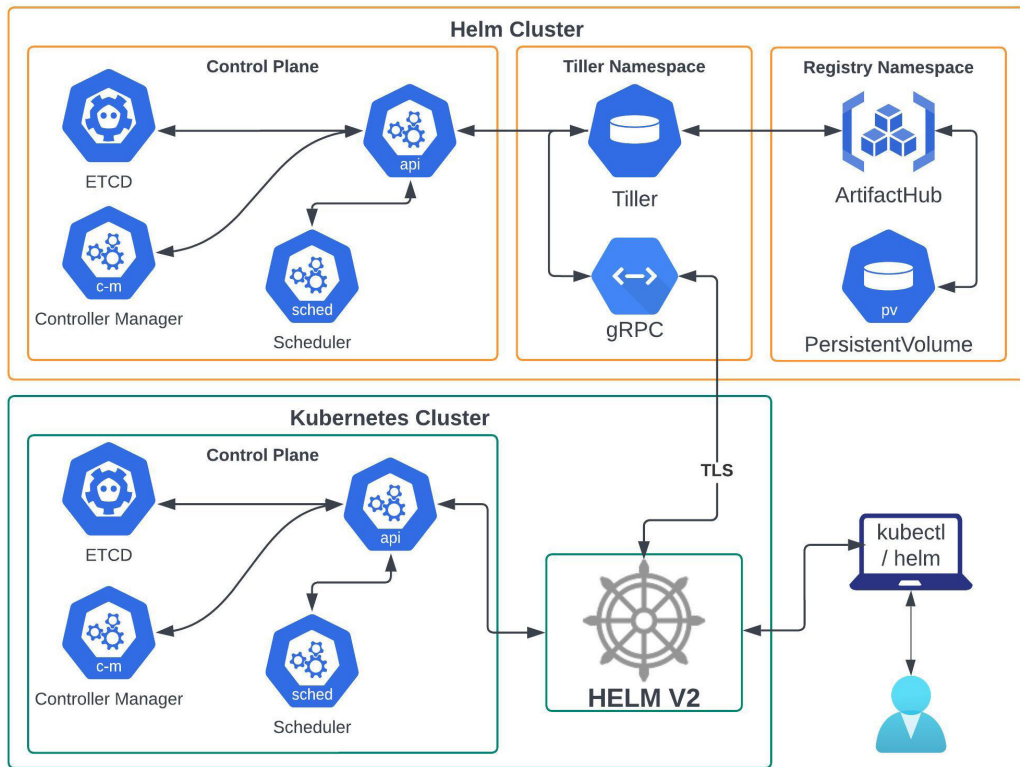 Helm Cluster
Control Plane
Tiller Namespace
Registry Namespace
ETCD
api
Tiller
ArtifactHub
c-m
Controller Manager
sched
Scheduler
gRPC
pv
PersistentVolume
Kubernetes Cluster
Control Plane
TLS
ETCD
api
kubectl
/ helm
c-m
Controller Manager
sched
Scheduler
HELM V2